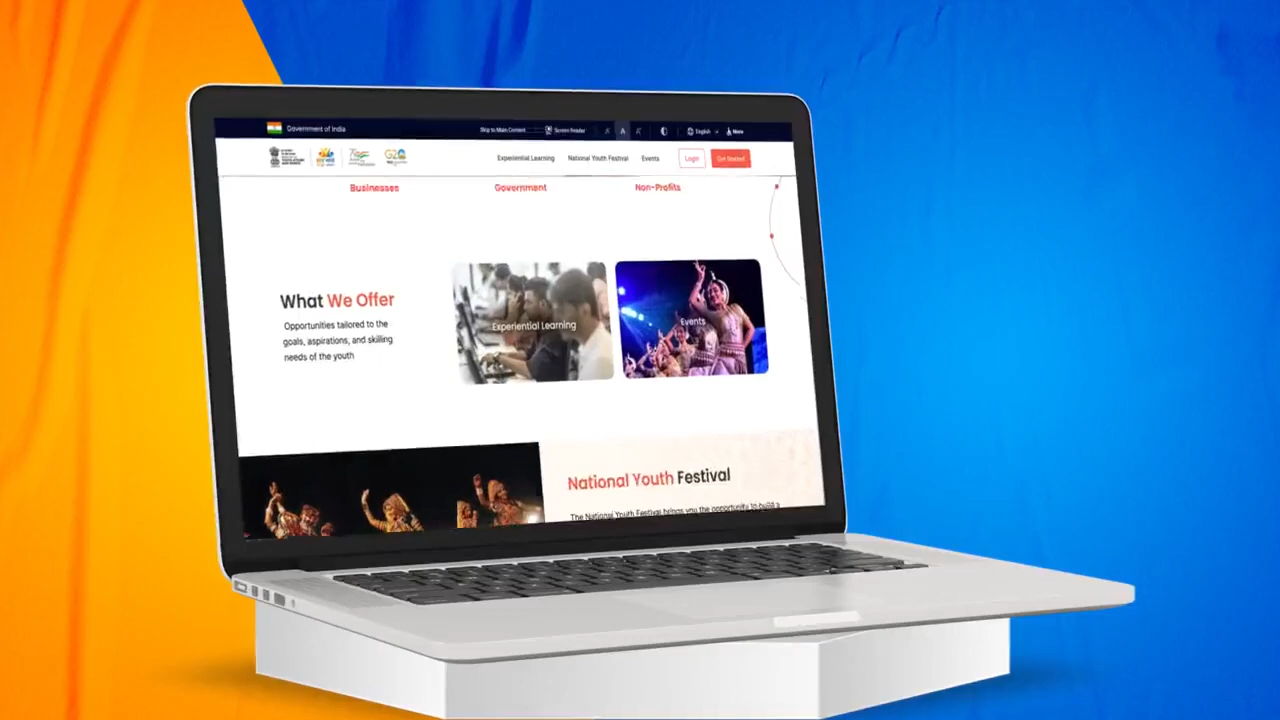 Government of India
Skip to Main Content
Screen Reader
A
English
More
G20
Experiential Learning
National Youth Festival
Events
Login
Get Started
Businesses
Government
Non-Profits
What We Offer
Opportunities tailored to the
goals, aspirations, and skilling
needs of the youth
Experiential Learning
Events
National Youth Festival
The National Youth Festival brings you the opportunity to build a